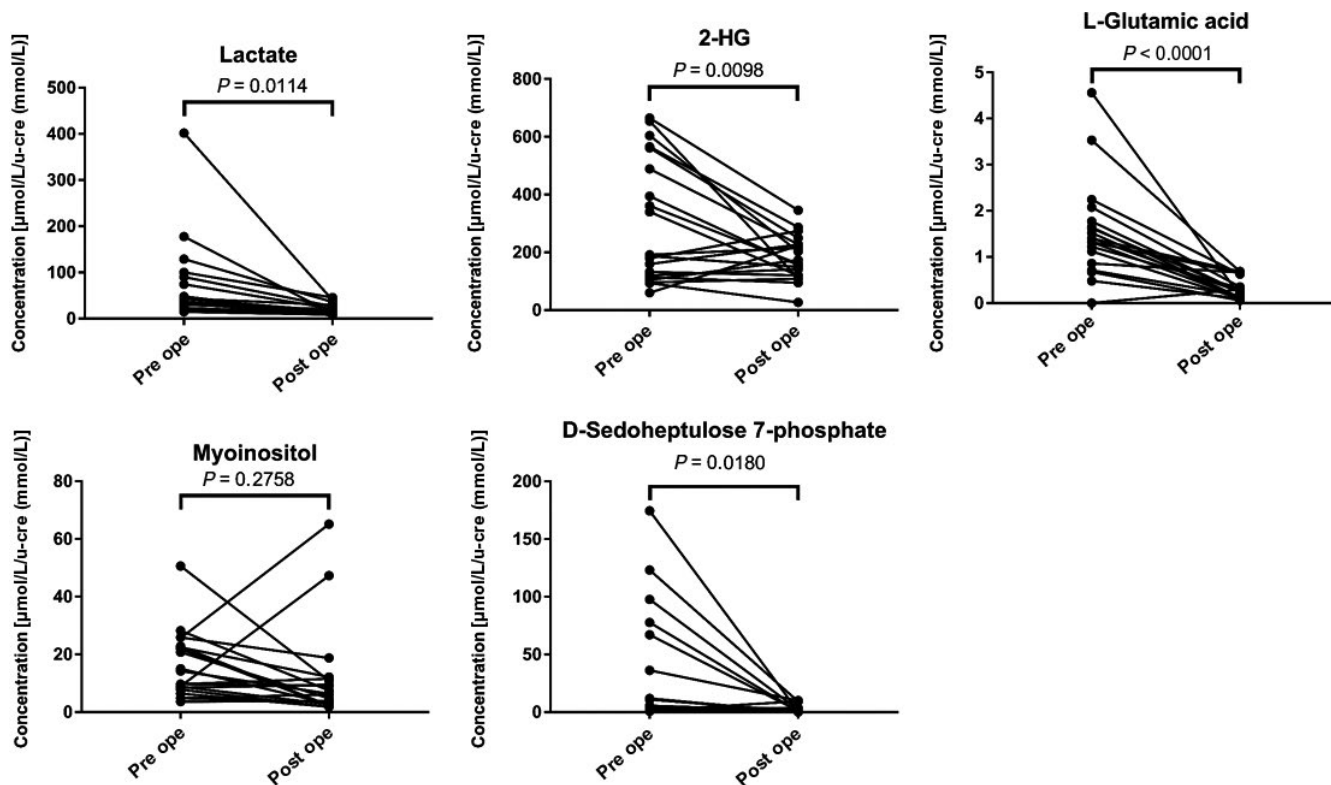 Lactate
P = 0.0114
Concentration [µmol/L/u-cre (mmol/L)]
500
400
300
200
100
0
Pre ope
Post ope
2-HG
P = 0.0098
Concentration [µmol/L/u-cre (mmol/L)]
800
600
400
200
0
Pre ope
Post ope
L-Glutamic acid
P < 0.0001
Concentration [µmol/L/u-cre (mmol/L)]
5
4
3
2
1
0
Pre ope
Post ope
Myoinositol
P = 0.2758
Concentration [µmol/L/u-cre (mmol/L)]
80
60
40
20
0
Pre ope
Post ope
D-Sedoheptulose 7-phosphate
P = 0.0180
Concentration [µmol/L/u-cre (mmol/L)]
200
150
100
50
0
Pre ope
Post ope